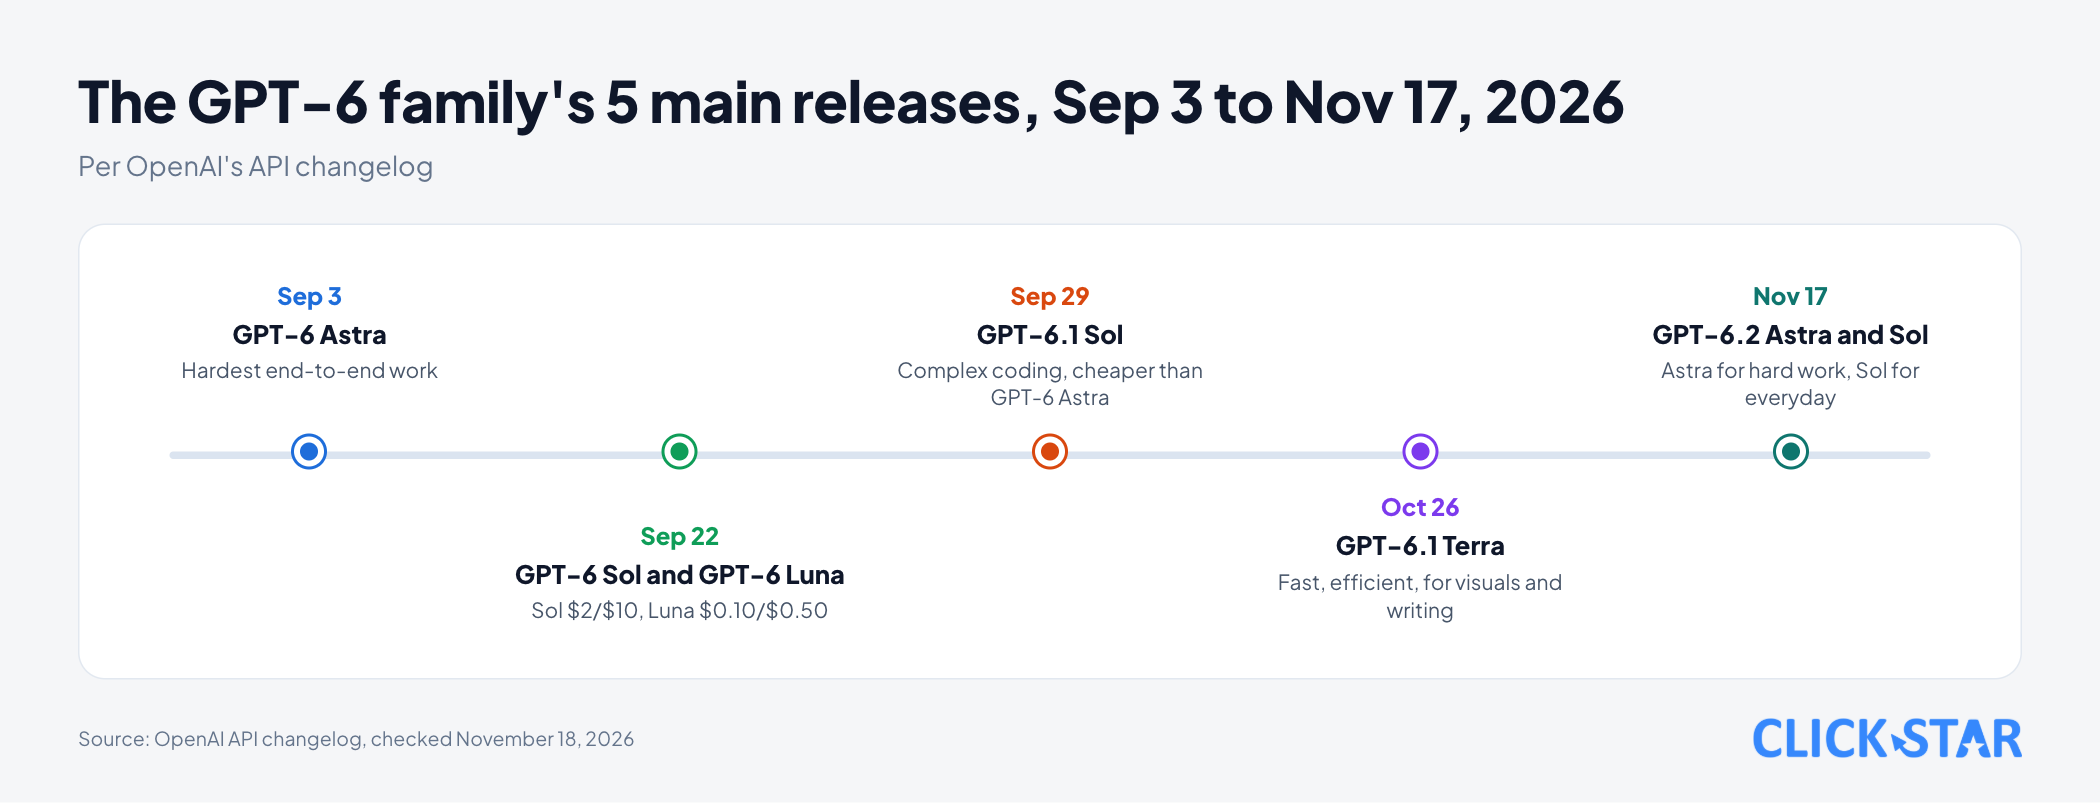 The GPT-6 family's 5 main releases, Sep 3 to Nov 17, 2026
Per OpenAI's API changelog
Sep 3
GPT-6 Astra
Hardest end-to-end work
Sep 22
GPT-6 Sol and GPT-6 Luna
Sol $2/$10, Luna $0.10/$0.50
Sep 29
GPT-6.1 Sol
Complex coding, cheaper than
GPT-6 Astra
Oct 26
GPT-6.1 Terra
Fast, efficient, for visuals and
writing
Nov 17
GPT-6.2 Astra and Sol
Astra for hard work, Sol for
everyday
Source: OpenAI API changelog, checked November 18, 2026
CLICKSTAR